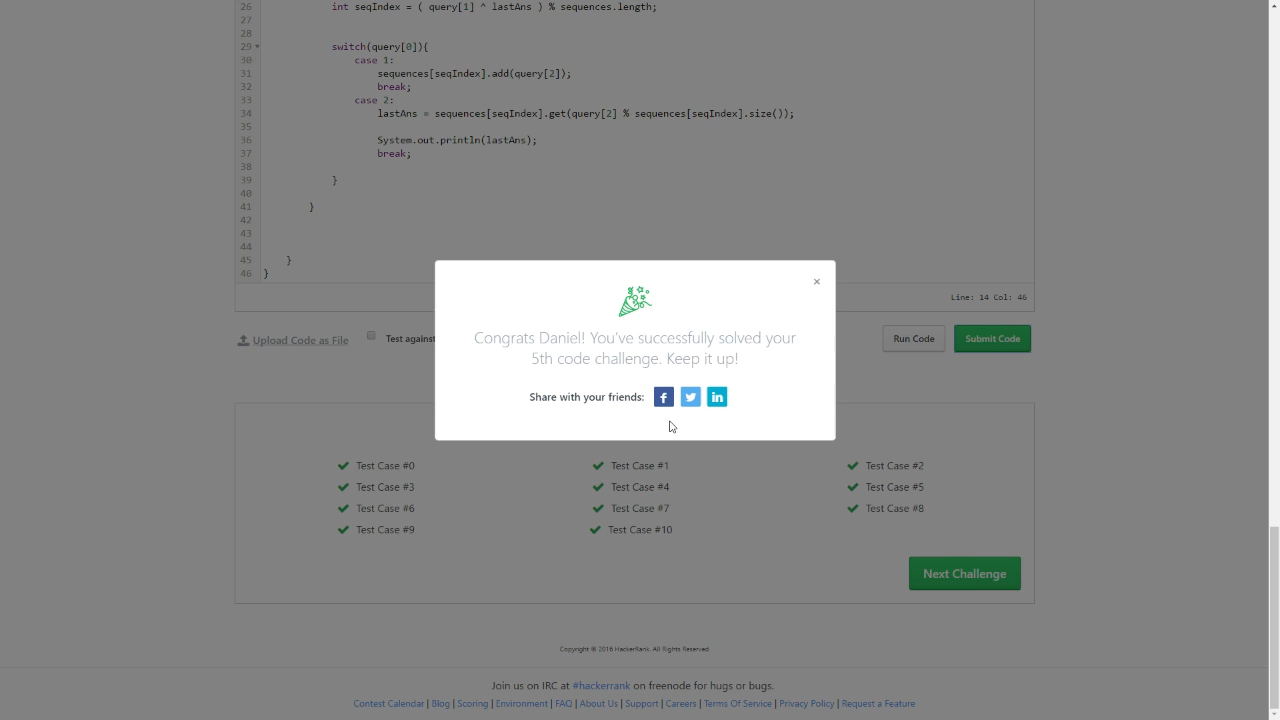 26 int seqIndex = ( query[1] ^ lastAns ) % sequences.length;
27
28
29 switch(query[0]){
30 case 1:
31 sequences[seqIndex].add(query[2]);
32 break;
33 case 2:
34 lastAns = sequences[seqIndex].get(query[2] % sequences[seqIndex].size());
35
36 System.out.println(lastAns);
37 break;
38
39 }
40
41 }
42
43
44
45 }
46 }
Line: 14 Col: 46
Upload Code as File Test against Run Code Submit Code
×
Congrats Daniel! You've successfully solved your
5th code challenge. Keep it up!
Share with your friends: f in
Test Case #0 Test Case #1 Test Case #2
Test Case #3 Test Case #4 Test Case #5
Test Case #6 Test Case #7 Test Case #8
Test Case #9 Test Case #10
Next Challenge
Copyright © 2016 HackerRank. All Rights Reserved
Join us on IRC at #hackerrank on freenode for hugs or bugs.
Contest Calendar | Blog | Scoring | Environment | FAQ | About Us | Support | Careers | Terms Of Service | Privacy Policy | Request a Feature